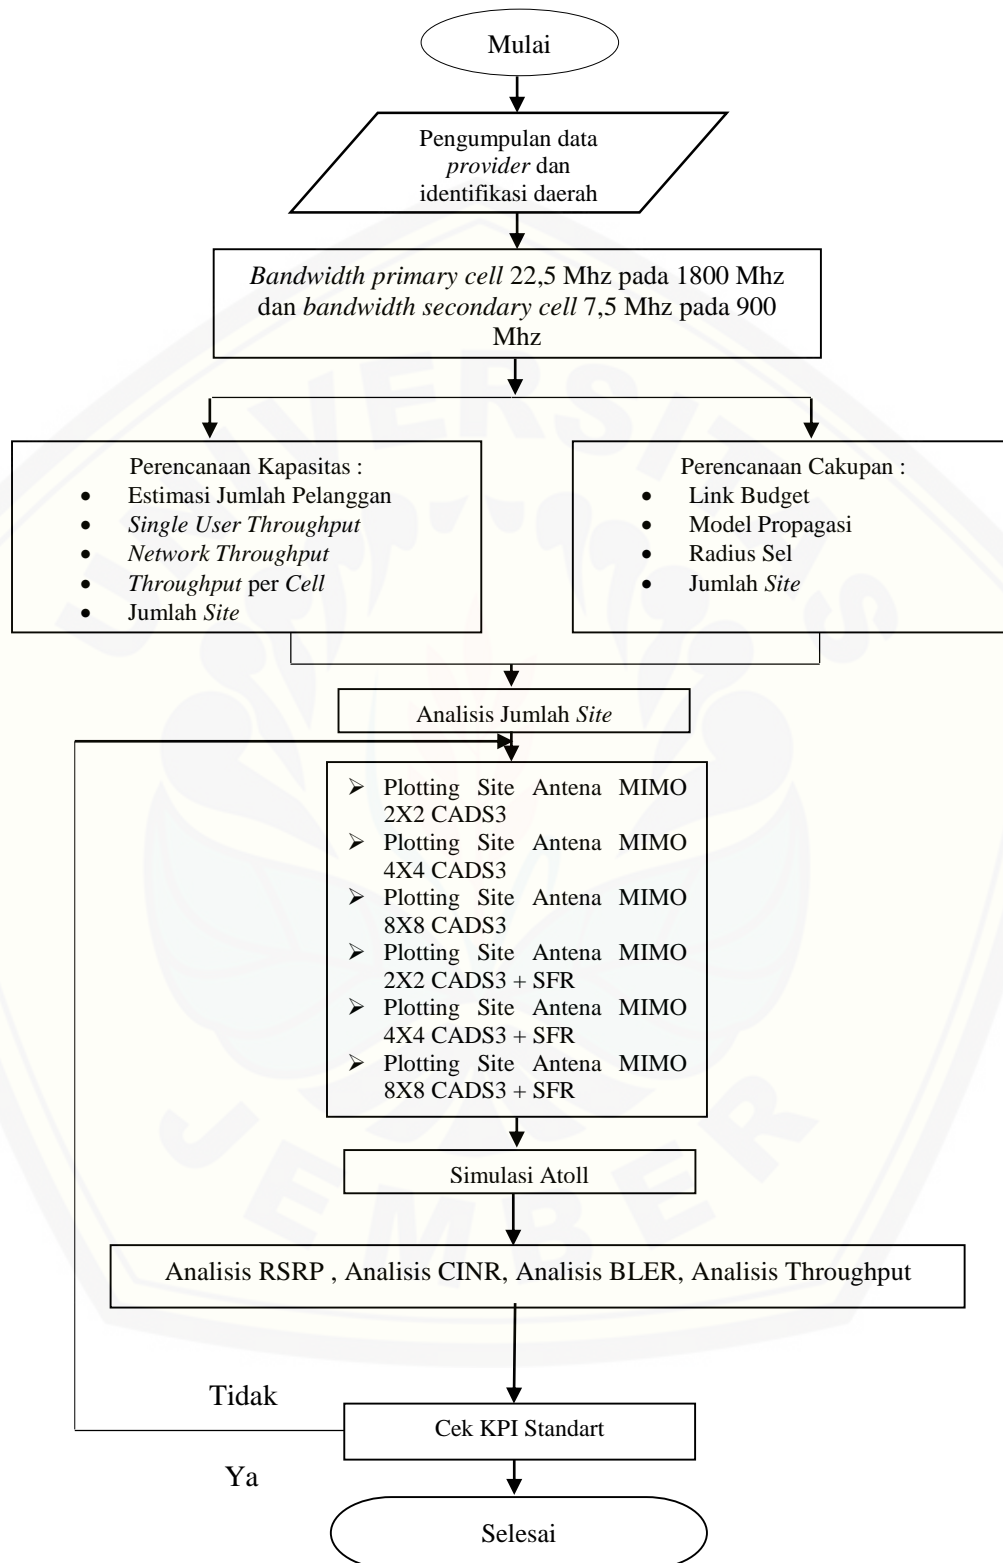 Mulai
Pengumpulan data
provider dan
identifikasi daerah
Bandwidth primary cell 22,5 Mhz pada 1800 Mhz
dan bandwidth secondary cell 7,5 Mhz pada 900
Mhz
Perencanaan Kapasitas :
• Estimasi Jumlah Pelanggan
• Single User Throughput
• Network Throughput
• Throughput per Cell
• Jumlah Site
Perencanaan Cakupan :
• Link Budget
• Model Propagasi
• Radius Sel
• Jumlah Site
Analisis Jumlah Site
➢ Plotting Site Antena MIMO
2X2 CADS3
➢ Plotting Site Antena MIMO
4X4 CADS3
➢ Plotting Site Antena MIMO
8X8 CADS3
➢ Plotting Site Antena MIMO
2X2 CADS3 + SFR
➢ Plotting Site Antena MIMO
4X4 CADS3 + SFR
➢ Plotting Site Antena MIMO
8X8 CADS3 + SFR
Simulasi Atoll
Analisis RSRP , Analisis CINR, Analisis BLER, Analisis Throughput
Tidak
Cek KPI Standart
Ya
Selesai
UNIVERSITAS
JEMBER